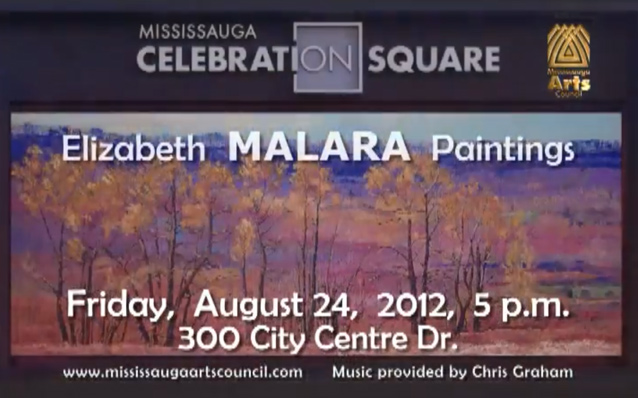 MISSISSAUGA
CELEBRATION SQUARE
Mississauga
Arts
Council
Elizabeth MALARA Paintings
Friday, August 24, 2012, 5 p.m.
300 City Centre Dr.
www.mississaugaartscouncil.com Music provided by Chris Graham